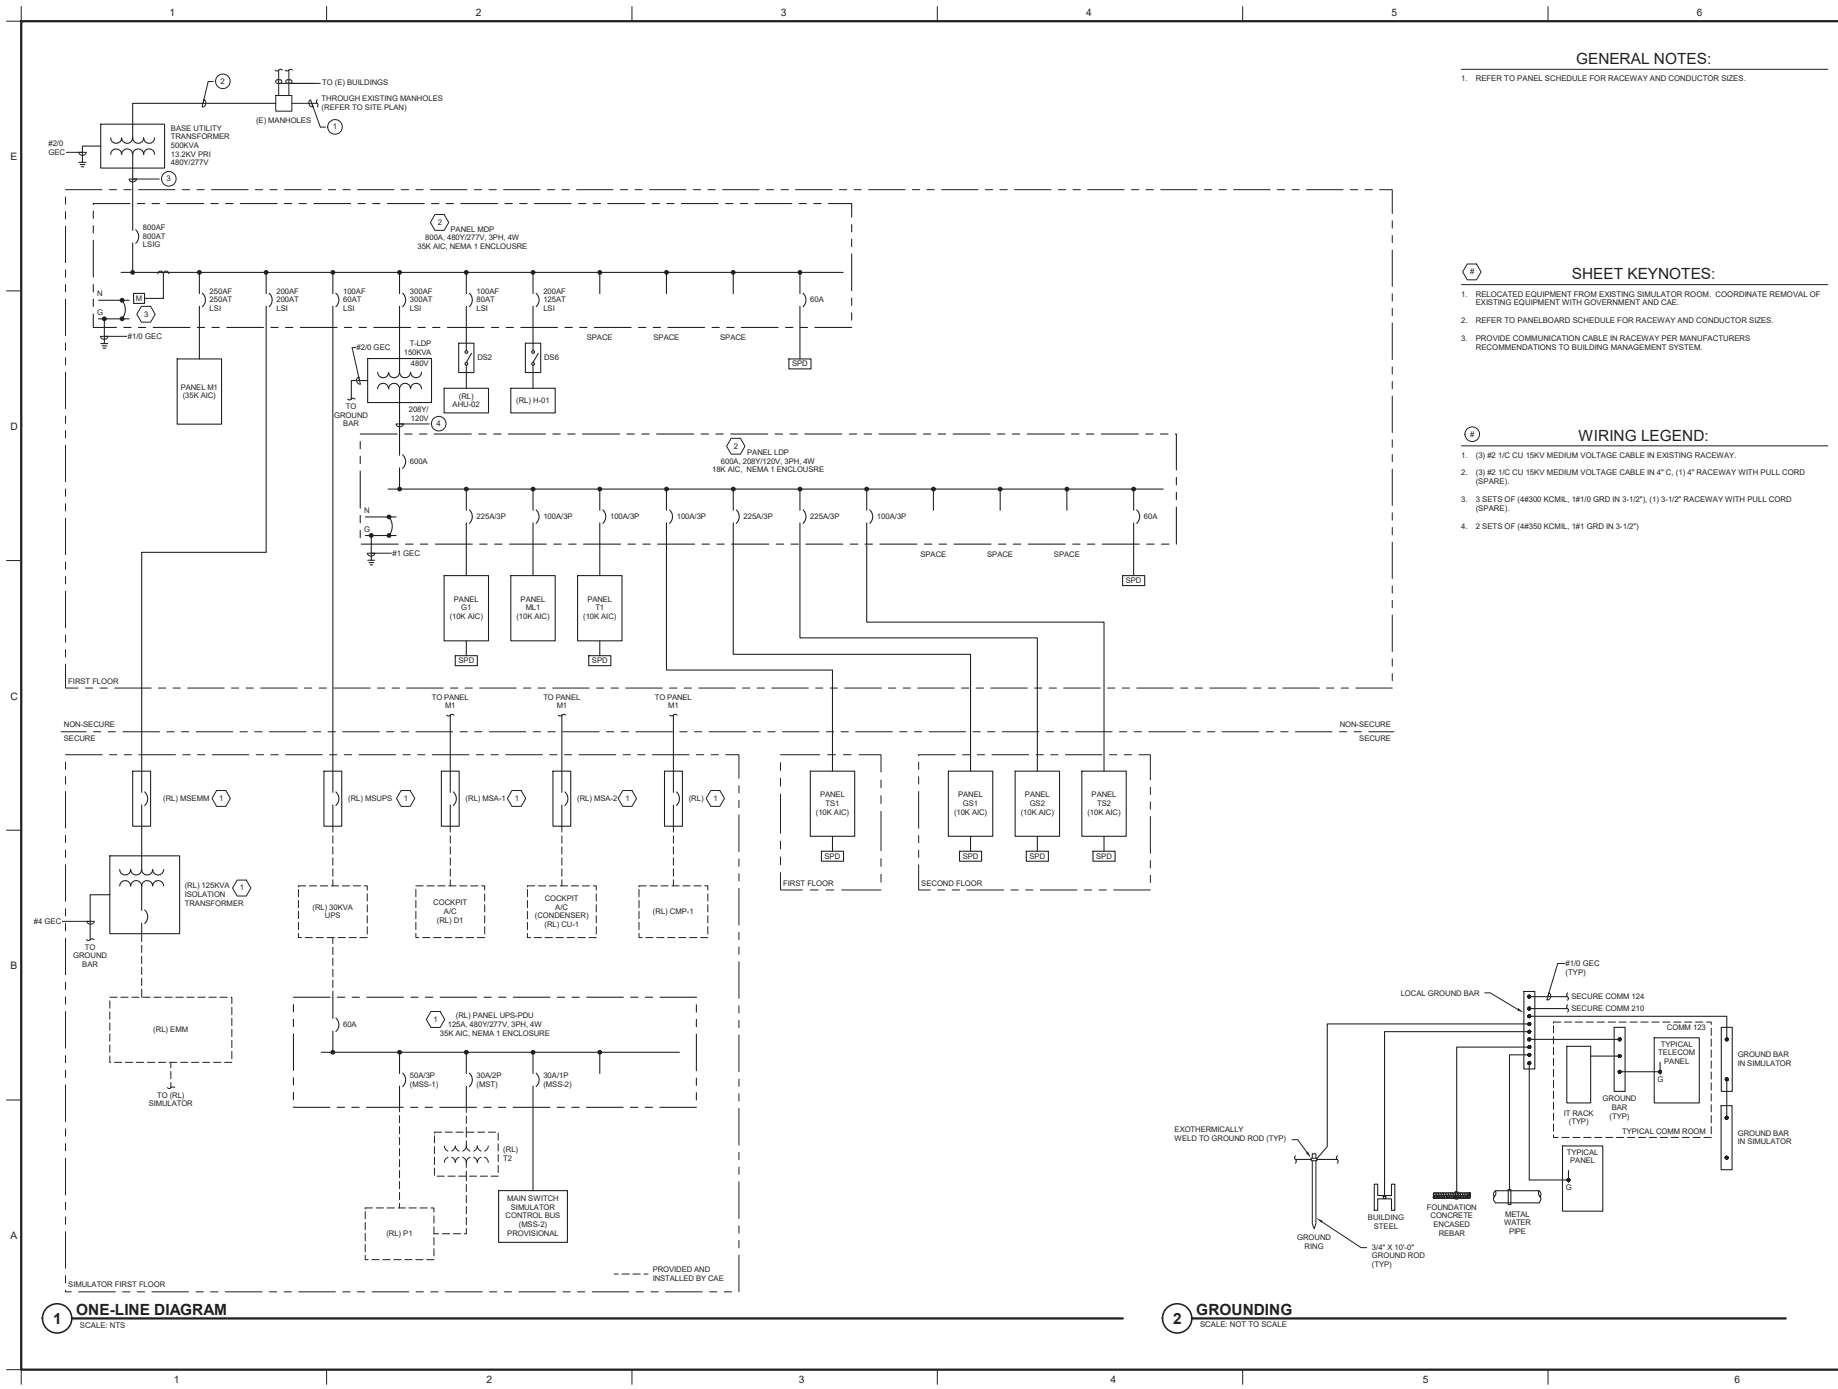 1
2
3
4
5
6
E
D
C
B
A
GENERAL NOTES:
1. REFER TO PANEL SCHEDULE FOR RACEWAY AND CONDUCTOR SIZES.
#
SHEET KEYNOTES:
1. RELOCATED EQUIPMENT FROM EXISTING SIMULATOR ROOM. COORDINATE REMOVAL OF
EXISTING EQUIPMENT WITH GOVERNMENT AND CAE.
2. REFER TO PANELBOARD SCHEDULE FOR RACEWAY AND CONDUCTOR SIZES.
3. PROVIDE COMMUNICATION CABLE IN RACEWAY PER MANUFACTURERS
RECOMMENDATIONS TO BUILDING MANAGEMENT SYSTEM.
#
WIRING LEGEND:
1. (3) #2 1/C CU 15KV MEDIUM VOLTAGE CABLE IN EXISTING RACEWAY.
2. (3) #2 1/C CU 15KV MEDIUM VOLTAGE CABLE IN 4" C, (1) 4" RACEWAY WITH PULL CORD
(SPARE).
3. 3 SETS OF (4#300 KCMIL, 1#1/0 GRD IN 3-1/2"), (1) 3-1/2" RACEWAY WITH PULL CORD
(SPARE).
4. 2 SETS OF (4#350 KCMIL, 1#1 GRD IN 3-1/2")
2
TO (E) BUILDINGS
THROUGH EXISTING MANHOLES
(REFER TO SITE PLAN)
(E) MANHOLES
1
BASE UTILITY
TRANSFORMER
500KVA
13.2KV PRI
480Y/277V
#2/0
GEC
3
800AF
800AT
LSIG
2
PANEL MDP
800A, 480Y/277V, 3PH, 4W
35K AIC, NEMA 1 ENCLOUSRE
N
G
M
3
#1/0 GEC
250AF
250AT
LSI
200AF
200AT
LSI
100AF
60AT
LSI
300AF
300AT
LSI
100AF
80AT
LSI
200AF
125AT
LSI
60A
SPACE
SPACE
SPACE
SPD
PANEL M1
(35K AIC)
#2/0 GEC
T-LDP
150KVA
480V
208Y/
120V
TO
GROUND
BAR
4
DS2
(RL)
AHU-02
DS6
(RL) H-01
600A
2
PANEL LDP
600A, 208Y/120V, 3PH, 4W
18K AIC, NEMA 1 ENCLOUSRE
N
G
#1 GEC
225A/3P
100A/3P
100A/3P
100A/3P
225A/3P
225A/3P
100A/3P
60A
SPACE
SPACE
SPACE
SPD
PANEL
G1
(10K AIC)
SPD
PANEL
ML1
(10K AIC)
PANEL
T1
(10K AIC)
SPD
FIRST FLOOR
TO PANEL
M1
TO PANEL
M1
TO PANEL
M1
NON-SECURE
SECURE
NON-SECURE
SECURE
(RL) MSEMM
1
(RL) MSUPS
1
(RL) MSA-1
1
(RL) MSA-2
1
(RL)
1
PANEL
TS1
(10K AIC)
SPD
FIRST FLOOR
PANEL
GS1
(10K AIC)
SPD
PANEL
GS2
(10K AIC)
SPD
PANEL
TS2
(10K AIC)
SPD
SECOND FLOOR
(RL) 125KVA
ISOLATION
TRANSFORMER
1
#4 GEC
TO
GROUND
BAR
(RL) 30KVA
UPS
COCKPIT
A/C
(RL) D1
COCKPIT
A/C
(CONDENSER)
(RL) CU-1
(RL) CMP-1
(RL) EMM
TO (RL)
SIMULATOR
60A
1
(RL) PANEL UPS-PDU
125A, 480Y/277V, 3PH, 4W
35K AIC, NEMA 1 ENCLOSURE
50A/3P
(MSS-1)
30A/2P
(MST)
30A/1P
(MSS-2)
(RL)
T2
(RL) P1
MAIN SWITCH
SIMULATOR
CONTROL BUS
(MSS-2)
PROVISIONAL
PROVIDED AND
INSTALLED BY CAE
SIMULATOR FIRST FLOOR
1
ONE-LINE DIAGRAM
SCALE: NTS
#1/0 GEC
(TYP)
LOCAL GROUND BAR
SECURE COMM 124
SECURE COMM 210
COMM 123
TYPICAL
TELECOM
PANEL
G
GROUND BAR
IN SIMULATOR
IT RACK
(TYP)
GROUND
BAR
(TYP)
TYPICAL COMM ROOM
GROUND BAR
IN SIMULATOR
EXOTHERMICALLY
WELD TO GROUND ROD (TYP)
TYPICAL
PANEL
G
GROUND
RING
3/4" X 10'-0"
GROUND ROD
(TYP)
BUILDING
STEEL
FOUNDATION
CONCRETE
ENCASED
REBAR
METAL
WATER
PIPE
2
GROUNDING
SCALE: NOT TO SCALE
1
2
3
4
5
6